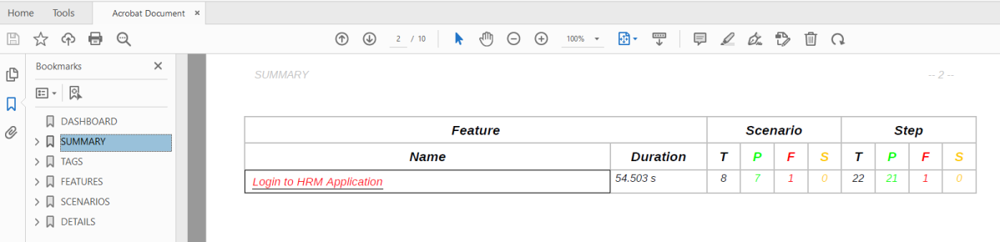 Home Tools Acrobat Document ×
2 / 10 100%
Bookmarks
DASHBOARD
SUMMARY
TAGS
FEATURES
SCENARIOS
DETAILS
SUMMARY -- 2 --
Feature Scenario Step
Name Duration T P F S T P F S
Login to HRM Application 54.503 s 8 7 1 0 22 21 1 0